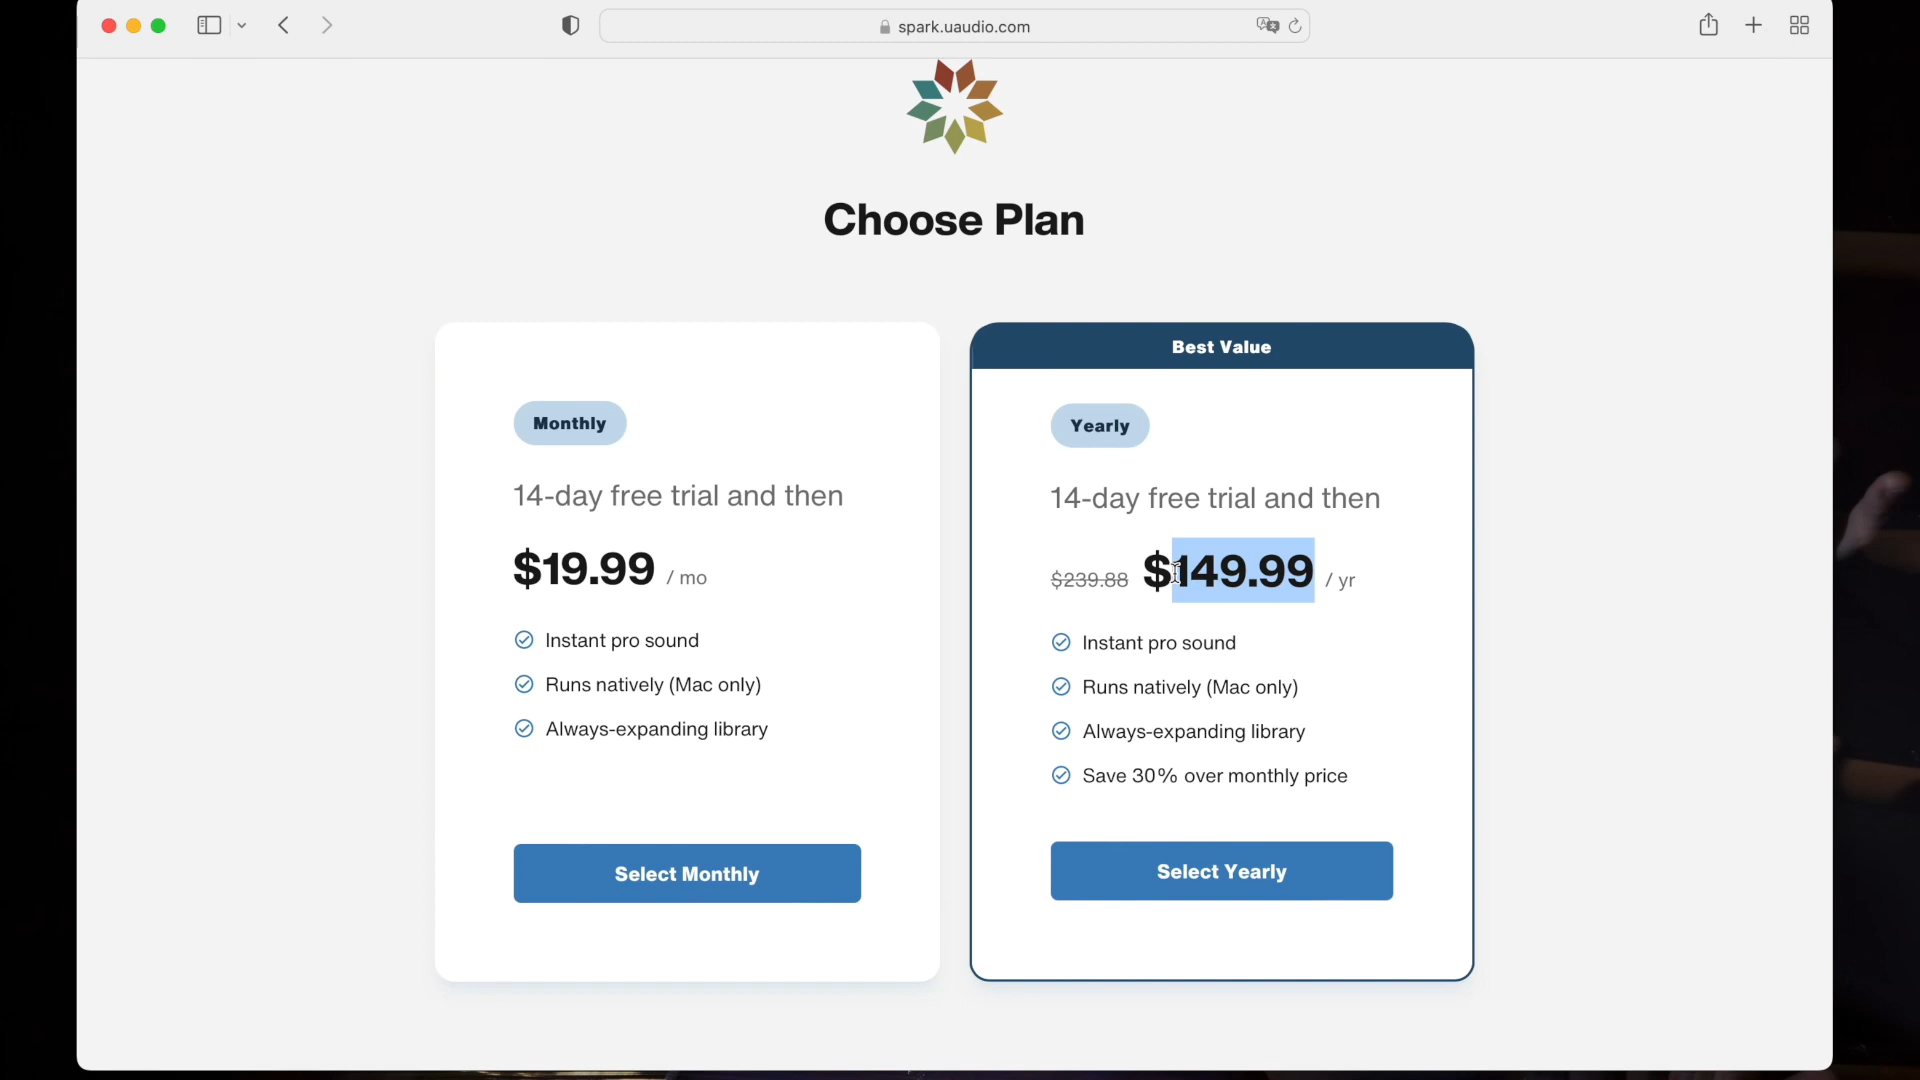 spark.uaudio.com
Choose Plan
Monthly
14-day free trial and then
$19.99 / mo
Instant pro sound
Runs natively (Mac only)
Always-expanding library
Select Monthly
Best Value
Yearly
14-day free trial and then
$239.88 $149.99 / yr
Instant pro sound
Runs natively (Mac only)
Always-expanding library
Save 30% over monthly price
Select Yearly